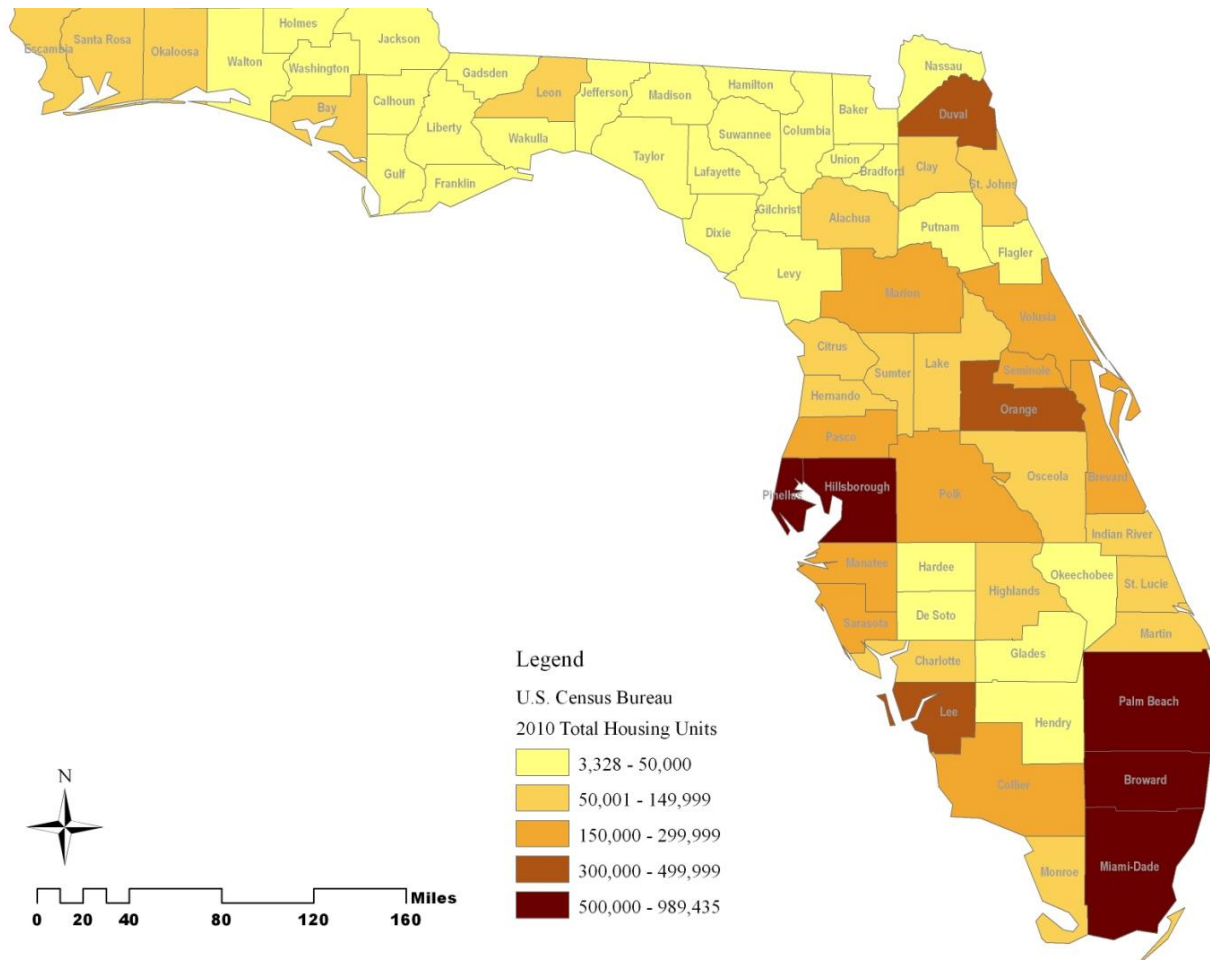 Holmes
Jackson
Escambia
Santa Rosa
Okaloosa
Walton
Washington
Gadsden
Leon
Jefferson
Madison
Hamilton
Nassau
Bay
Calhoun
Liberty
Wakulla
Suwannee
Columbia
Baker
Duval
Gulf
Franklin
Taylor
Lafayette
Union
Bradford
Clay
St. Johns
Gilchrist
Alachua
Putnam
Dixie
Flagler
Levy
Marion
Volusia
Citrus
Sumter
Lake
Seminole
Hernando
Orange
Pasco
Pinellas
Hillsborough
Polk
Osceola
Brevard
Indian River
Manatee
Hardee
Highlands
Okeechobee
St. Lucie
Sarasota
De Soto
Martin
Charlotte
Glades
Palm Beach
Lee
Hendry
Collier
Broward
Monroe
Miami-Dade
Legend
U.S. Census Bureau
2010 Total Housing Units
3,328 - 50,000
50,001 - 149,999
150,000 - 299,999
300,000 - 499,999
500,000 - 989,435
N
Miles
0 20 40 80 120 160